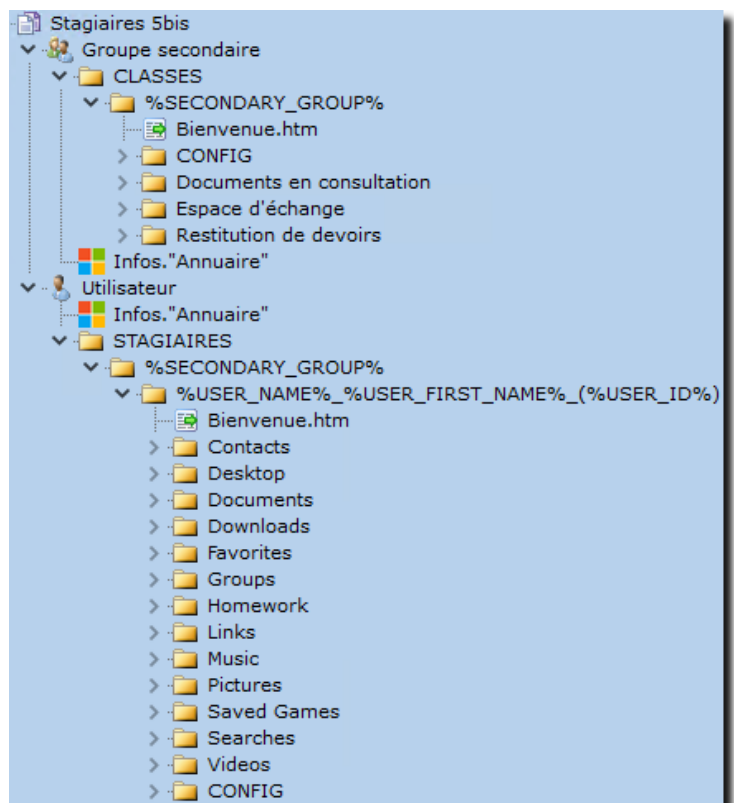 Stagiaires 5bis
Groupe secondaire
CLASSES
%SECONDARY_GROUP%
Bienvenue.htm
CONFIG
Documents en consultation
Espace d'échange
Restitution de devoirs
Infos."Annuaire"
Utilisateur
Infos."Annuaire"
STAGIAIRES
%SECONDARY_GROUP%
%USER_NAME%_%USER_FIRST_NAME%_(%USER_ID%)
Bienvenue.htm
Contacts
Desktop
Documents
Downloads
Favorites
Groups
Homework
Links
Music
Pictures
Saved Games
Searches
Videos
CONFIG